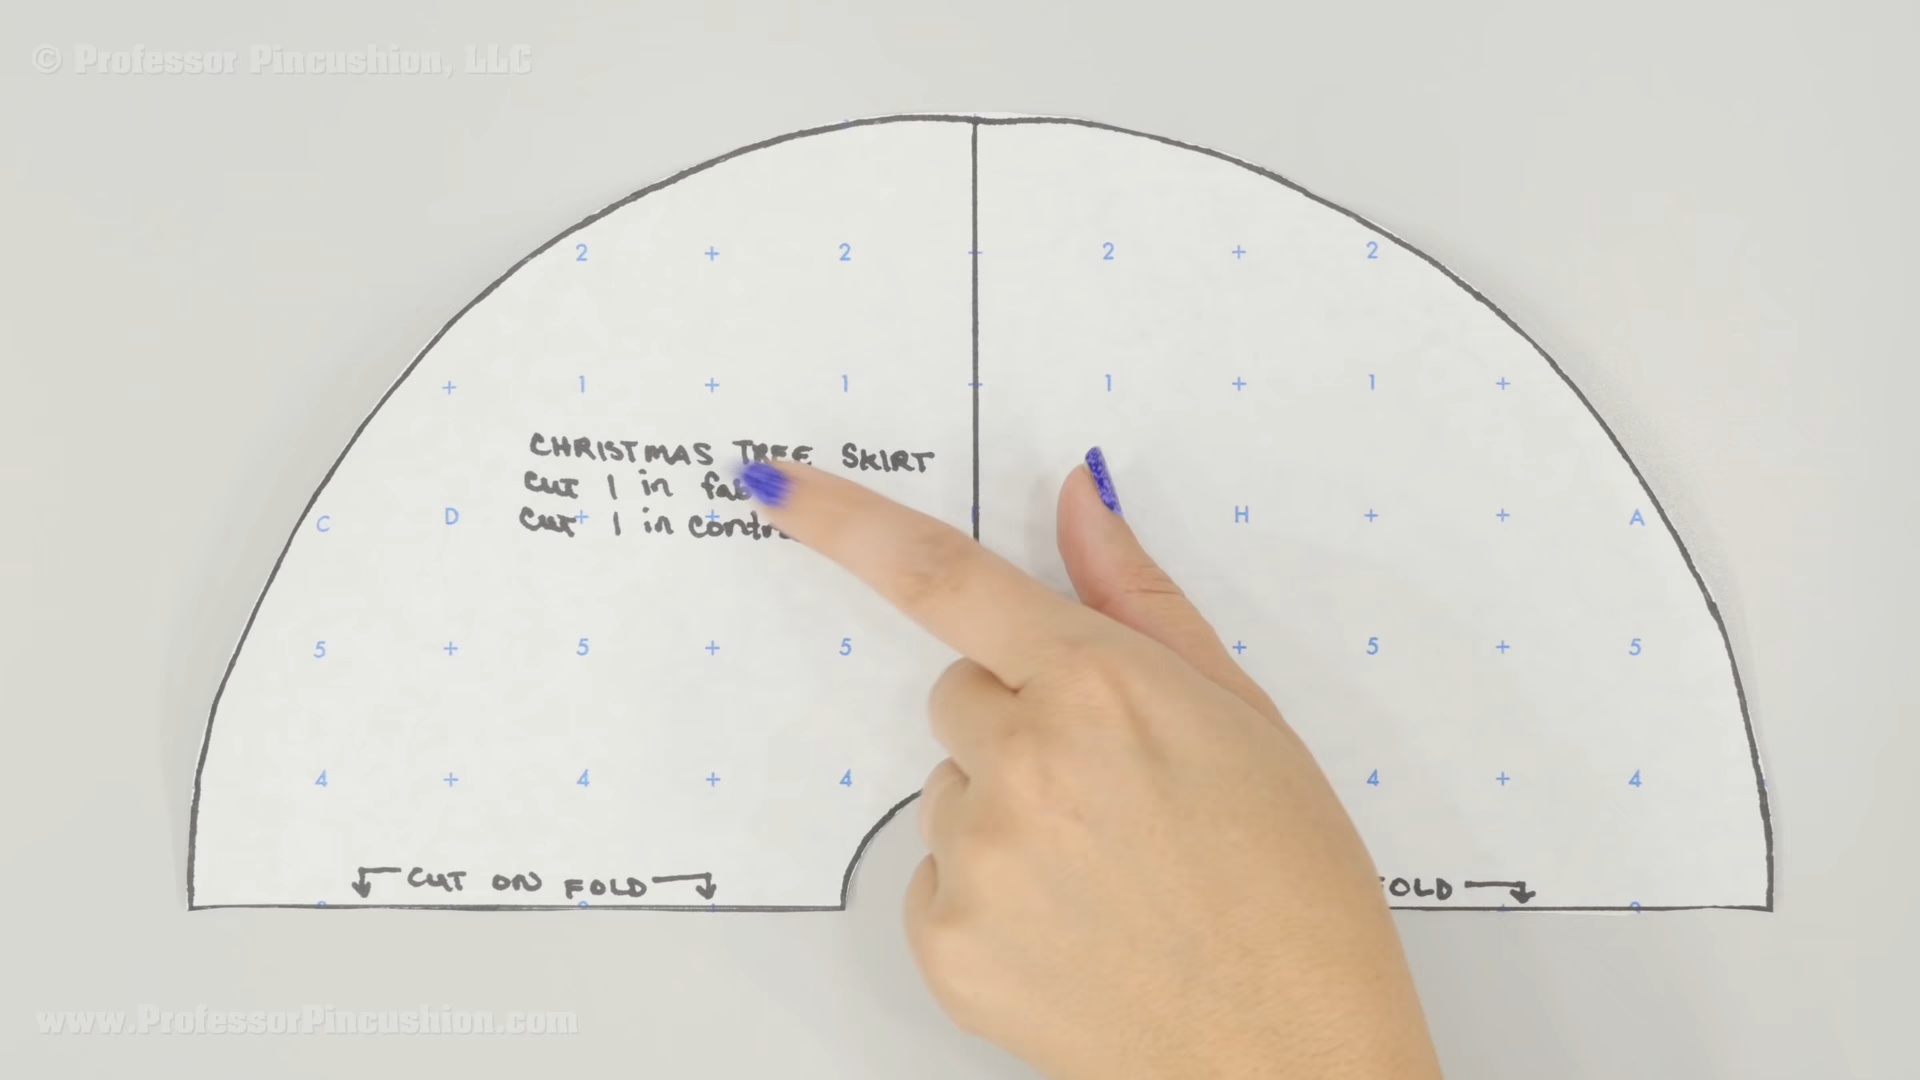 © Professor Pincushion, LLC
2 + 2 + 2 + 2
+ 1 + 1 + 1 + 1 +
CHRISTMAS TREE SKIRT
CUT 1 in
CUT 1 in
C D + + H + + A
5 + 5 + 5 + 5 + 5
4 + 4 + 4 4 + 4
CUT ON FOLD
FOLD
www.ProfessorPincushion.com